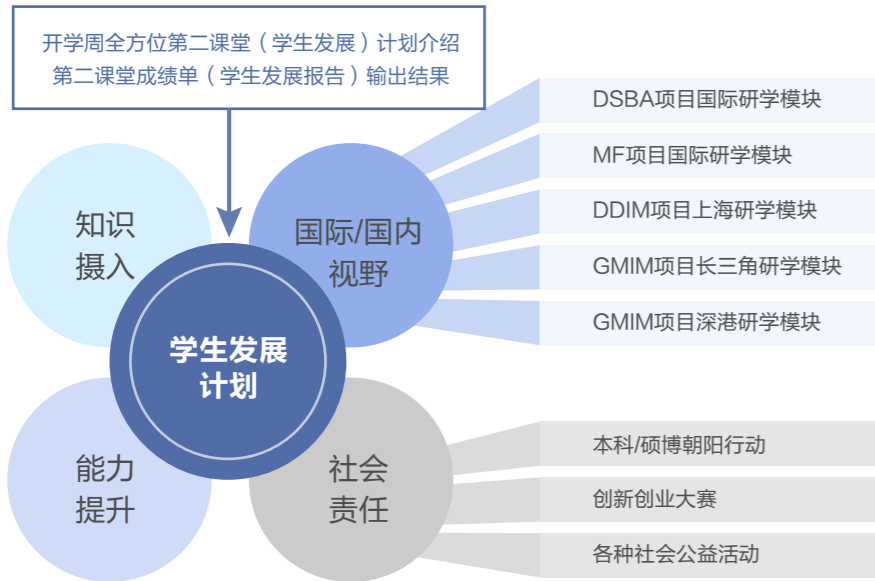 开学周全方位第二课堂（学生发展）计划介绍
第二课堂成绩单（学生发展报告）输出结果
知识
摄入
国际/国内
视野
学生发展
计划
能力
提升
社会
责任
DSBA项目国际研学模块
MF项目国际研学模块
DDIM项目上海研学模块
GMIM项目长三角研学模块
GMIM项目深港研学模块
本科/硕博朝阳行动
创新创业大赛
各种社会公益活动